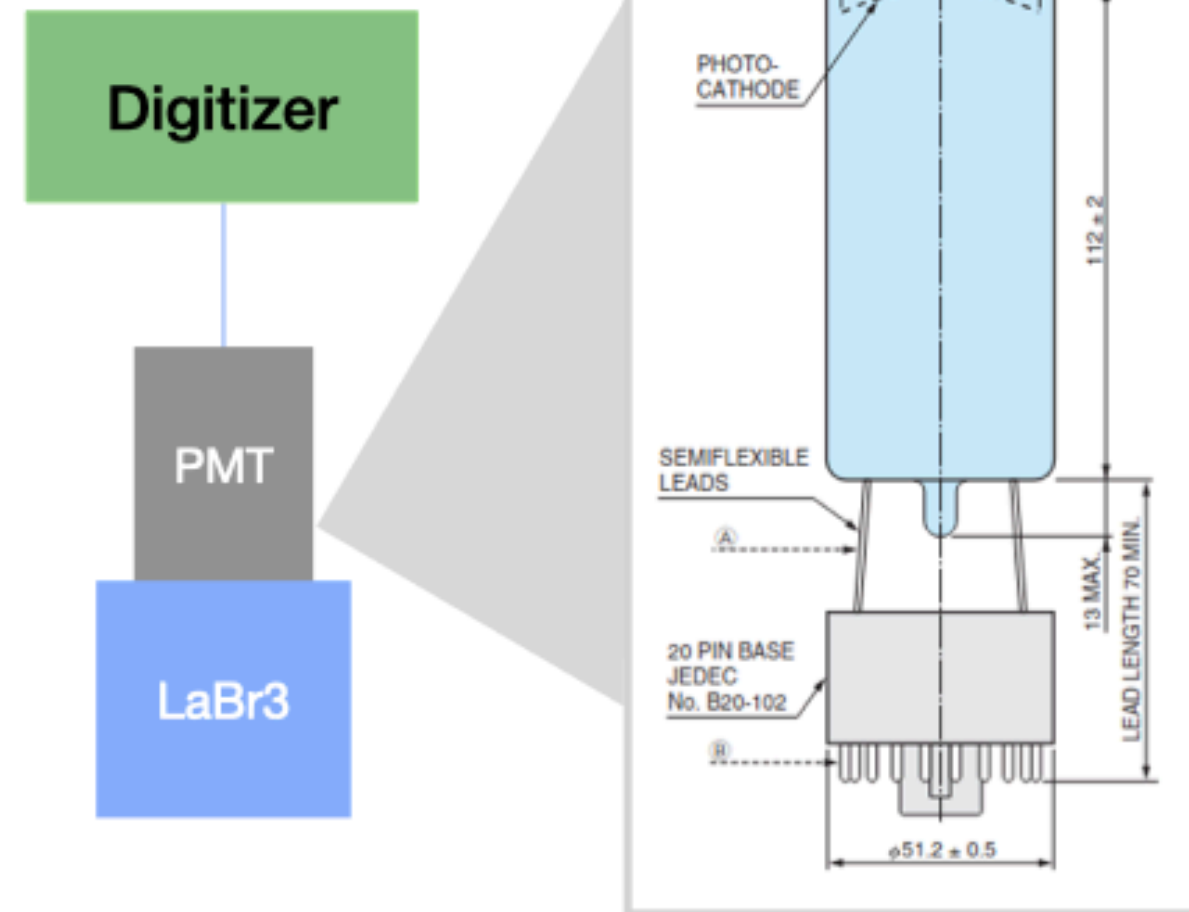 Digitizer
PMT
LaBr3
PHOTO-
CATHODE
112 ± 2
SEMIFLEXIBLE
LEADS
A
13 MAX.
LEAD LENGTH 70 MIN.
20 PIN BASE
JEDEC
No. B20-102
B
φ51.2 ± 0.5